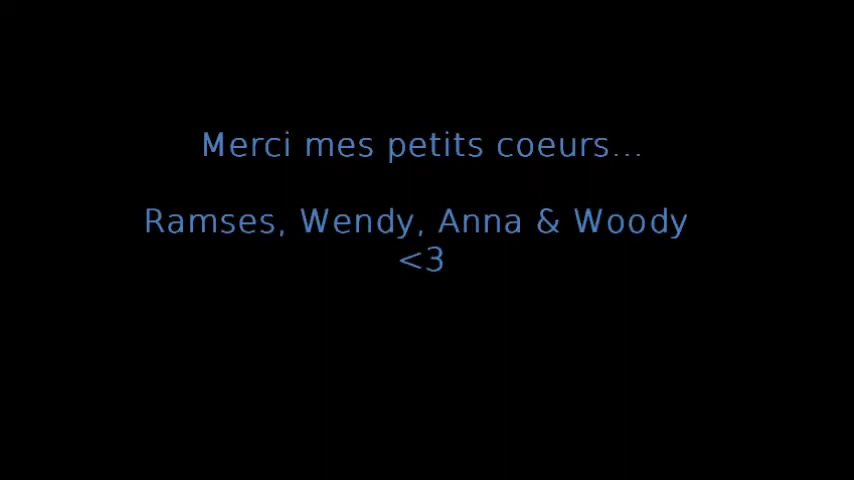 Merci mes petits coeurs...
Ramses, Wendy, Anna & Woody
<3